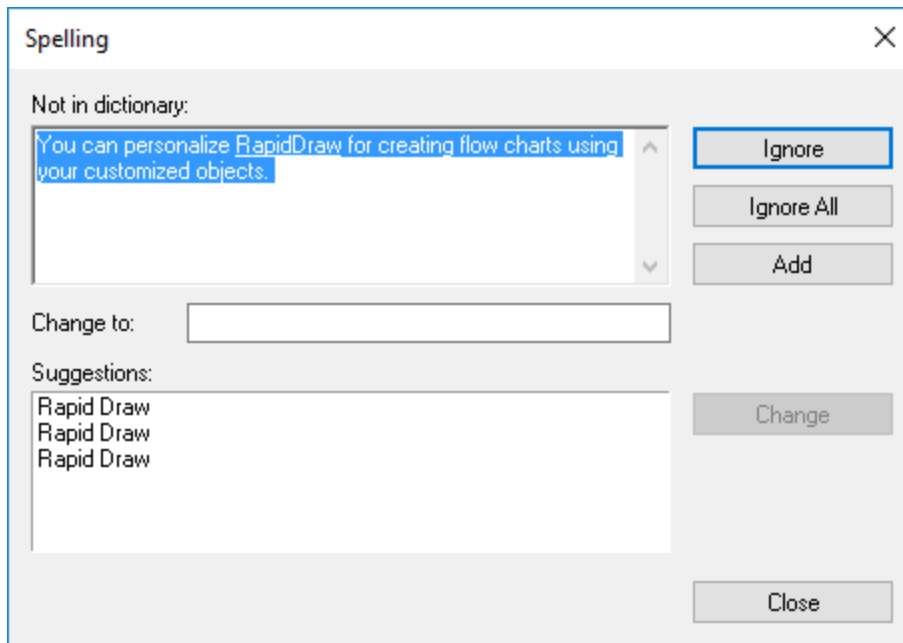 Spelling
Not in dictionary:
You can personalize RapidDraw for creating flow charts using
your customized objects.
Ignore
Ignore All
Add
Change to:
Suggestions:
Rapid Draw
Rapid Draw
Rapid Draw
Change
Close